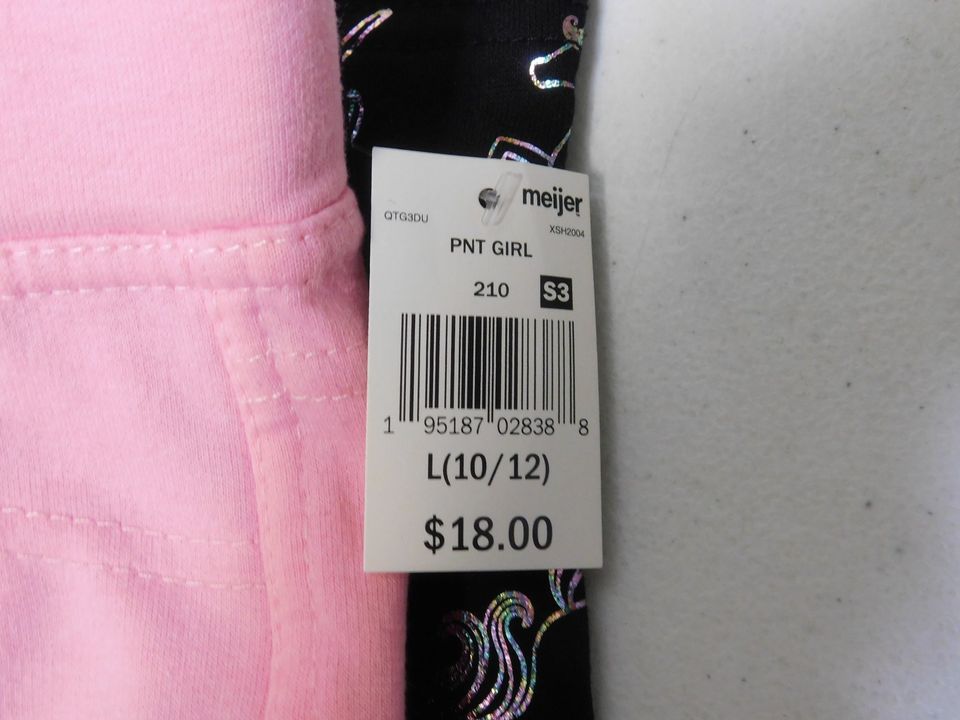 meijer
QTG3DU
XSH2004
PNT GIRL
210 S3
1 95187 02838 8
L(10/12)
$18.00